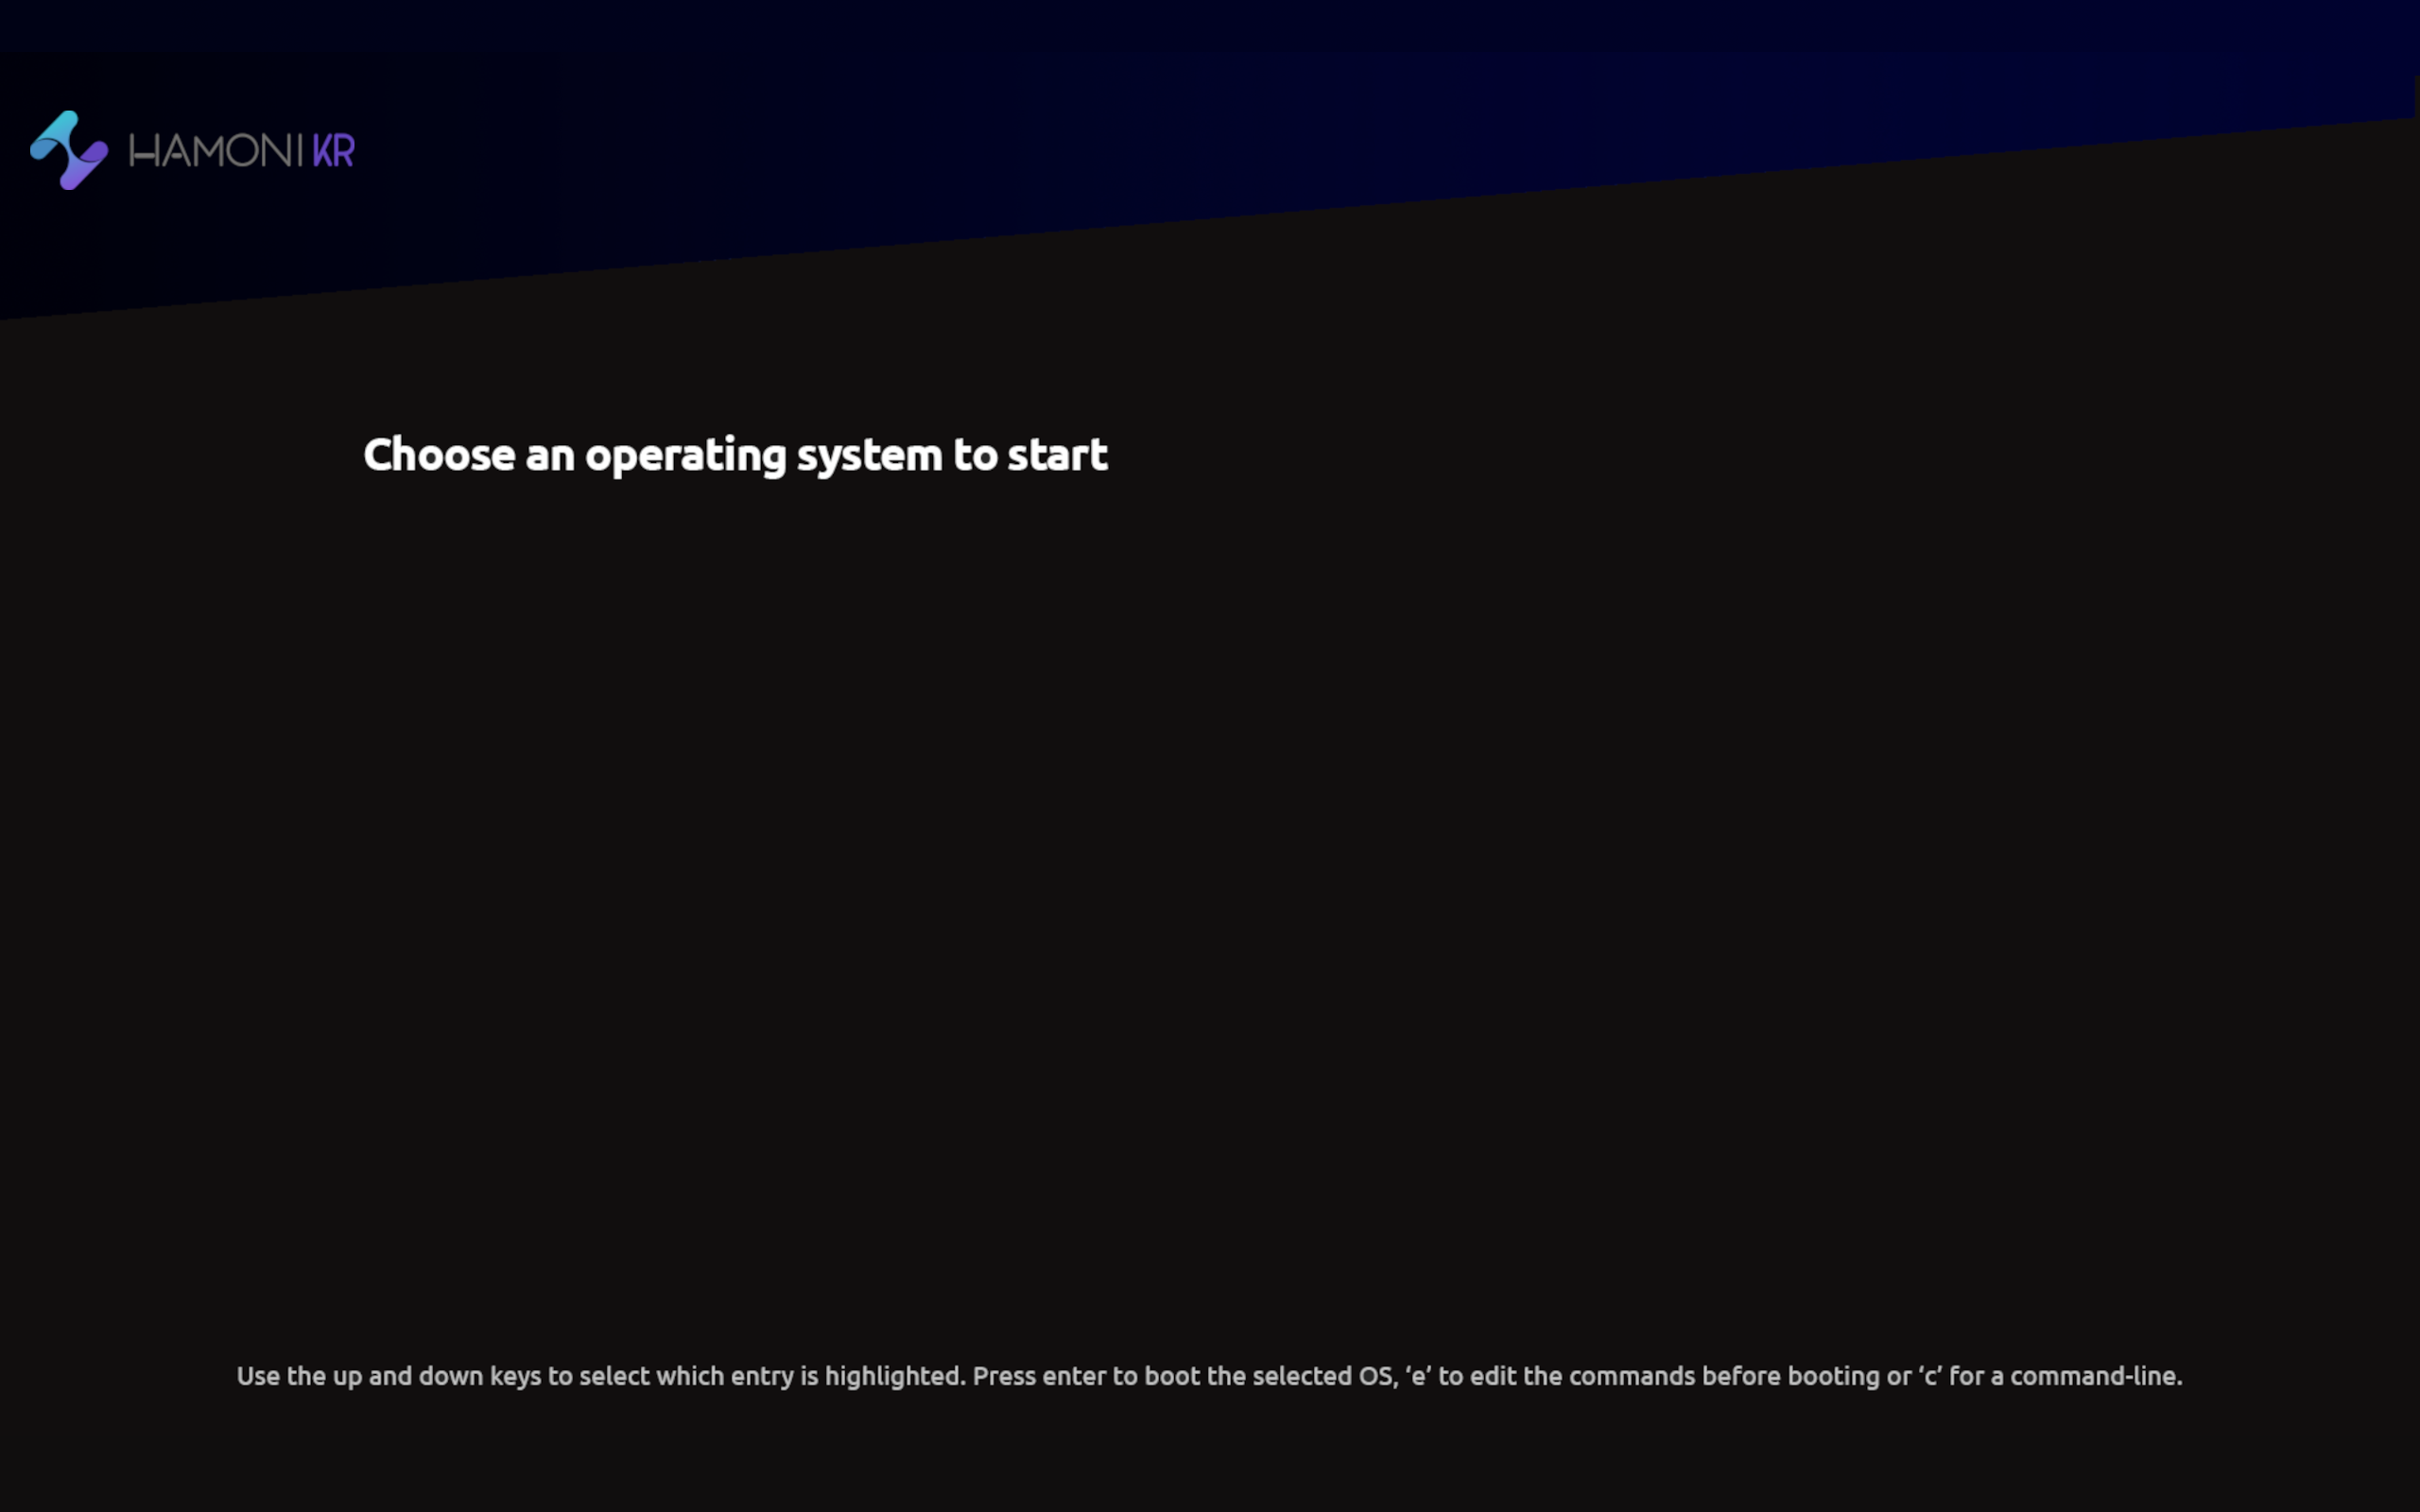 HAMONIKR
Choose an operating system to start
Use the up and down keys to select which entry is highlighted. Press enter to boot the selected OS, ‘e’ to edit the commands before booting or ‘c’ for a command-line.